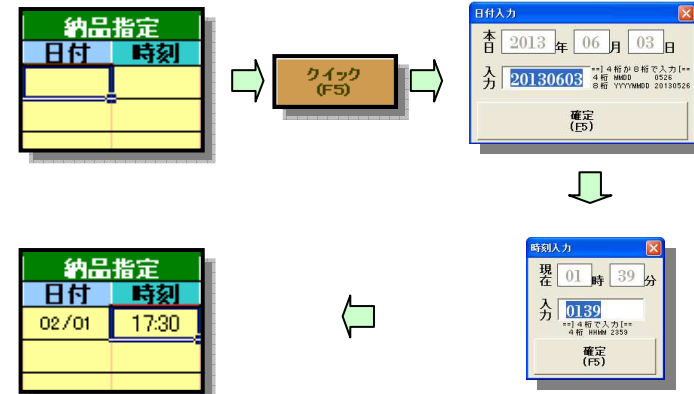 納品指定
日付 時刻
クイック
(F5)
日付入力
本日 2013 年 06 月 03 日
入力 20130603
==] 4桁か8桁で入力 [==
4桁 MMDD 0526
8桁 YYYYMMDD 20130526
確定
(F5)
時刻入力
現在 01 時 39 分
入力 0139
==] 4桁で入力 [==
4桁 HHMM 2359
確定
(F5)
納品指定
日付 時刻
02/01 17:30